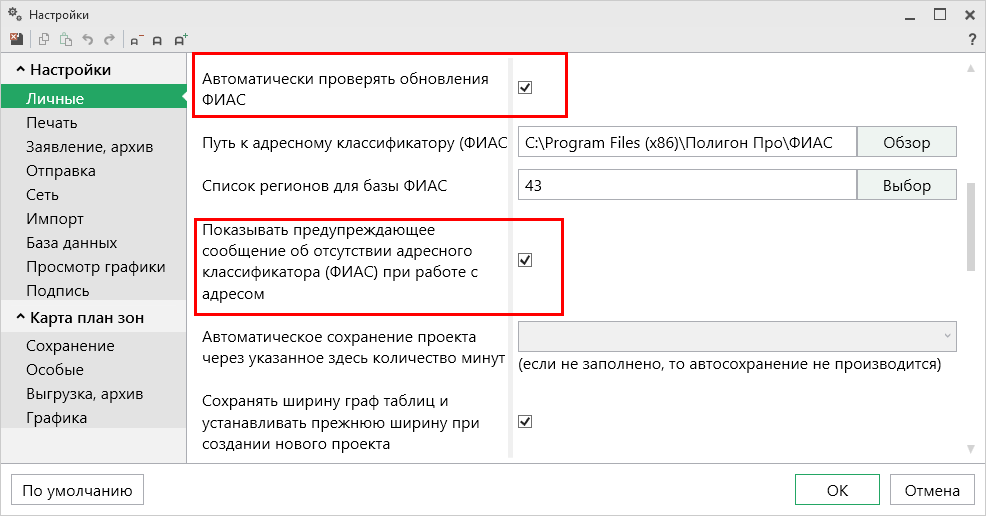 Настройки
а− а а+ ?
Настройки
Личные
Печать
Заявление, архив
Отправка
Сеть
Импорт
База данных
Просмотр графики
Подпись
Карта план зон
Сохранение
Особые
Выгрузка, архив
Графика
Автоматически проверять обновления
ФИАС
Путь к адресному классификатору (ФИАС
C:\Program Files (x86)\Полигон Про\ФИАС
Обзор
Список регионов для базы ФИАС
43
Выбор
Показывать предупреждающее
сообщение об отсутствии адресного
классификатора (ФИАС) при работе с
адресом
Автоматическое сохранение проекта
через указанное здесь количество минут
(если не заполнено, то автосохранение не производится)
Сохранять ширину граф таблиц и
устанавливать прежнюю ширину при
создании нового проекта
По умолчанию
ОК
Отмена